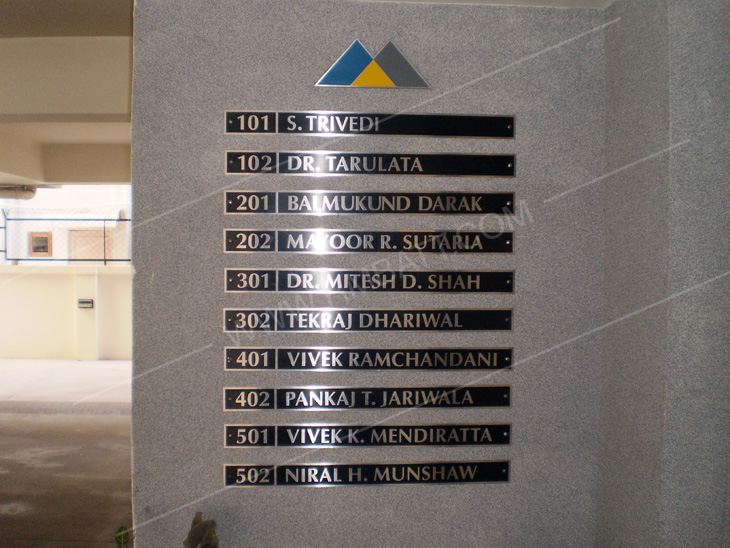 101 S. TRIVEDI
102 DR. TARULATA
201 BALMUKUND DARAK
202 MAYOOR R. SUTARIA
301 DR. MITESH D. SHAH
302 TEKRAJ DHARIWAL
401 VIVEK RAMCHANDANI
402 PANKAJ T. JARIWALA
501 VIVEK K. MENDIRATTA
502 NIRAL H. MUNSHAW